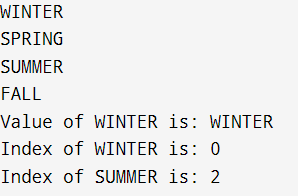 WINTER
SPRING
SUMMER
FALL
Value of WINTER is: WINTER
Index of WINTER is: 0
Index of SUMMER is: 2